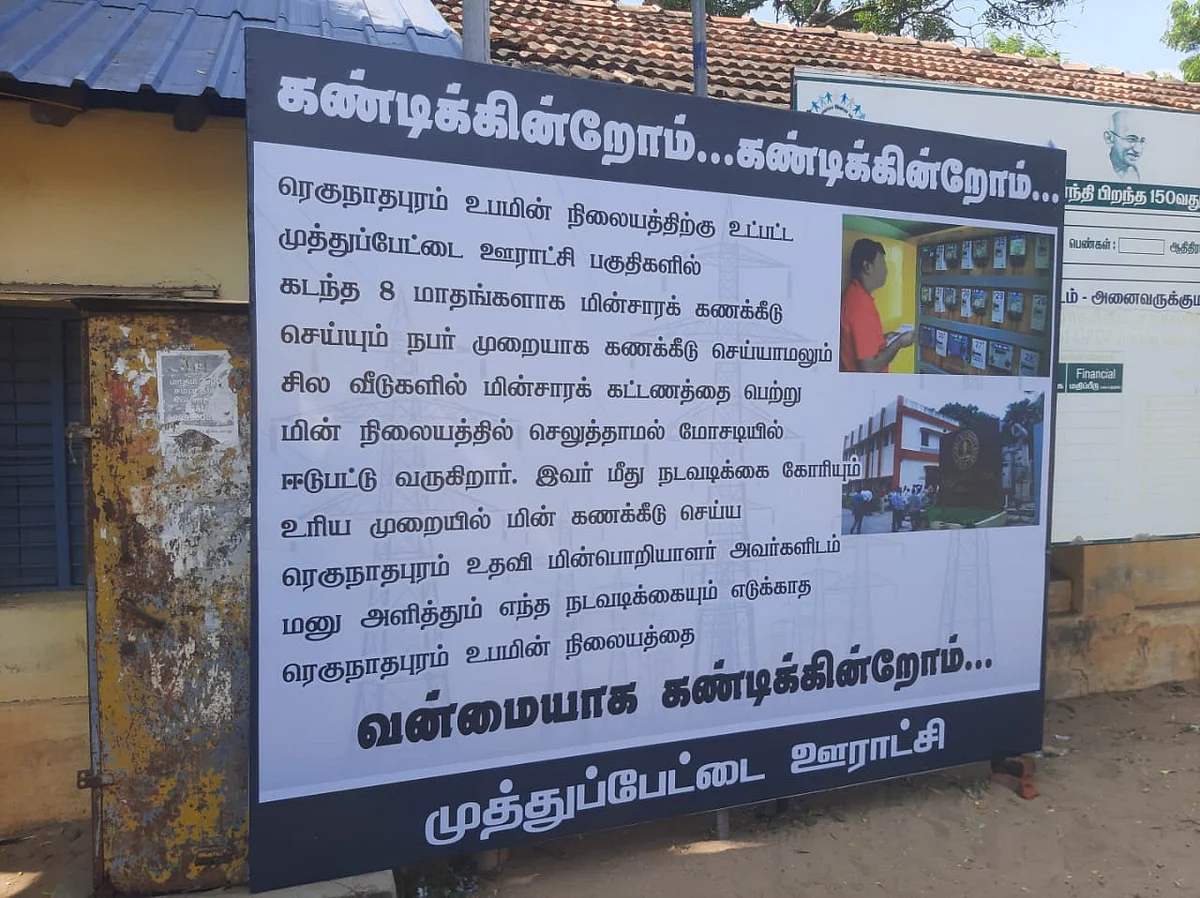 கண்டிக்கின்றோம்...கண்டிக்கின்றோம்...
ரெகுநாதபுரம் உபமின் நிலையத்திற்கு உட்பட்ட
முத்துப்பேட்டை ஊராட்சி பகுதிகளில்
கடந்த 8 மாதங்களாக மின்சாரக் கணக்கீடு
செய்யும் நபர் முறையாக கணக்கீடு செய்யாமலும்
சில வீடுகளில் மின்சாரக் கட்டணத்தை பெற்று
மின் நிலையத்தில் செலுத்தாமல் மோசடியில்
ஈடுபட்டு வருகிறார். இவர் மீது நடவடிக்கை கோரியும்
உரிய முறையில் மின் கணக்கீடு செய்ய
ரெகுநாதபுரம் உதவி மின்பொறியாளர் அவர்களிடம்
மனு அளித்தும் எந்த நடவடிக்கையும் எடுக்காத
ரெகுநாதபுரம் உபமின் நிலையத்தை
வன்மையாக கண்டிக்கின்றோம்...
முத்துப்பேட்டை ஊராட்சி
ந்தி பிறந்த 150வது
பெண்கள் :
ஆதிதிர
ம் - அனைவருக்கும
Financial
மதிப்பீடு